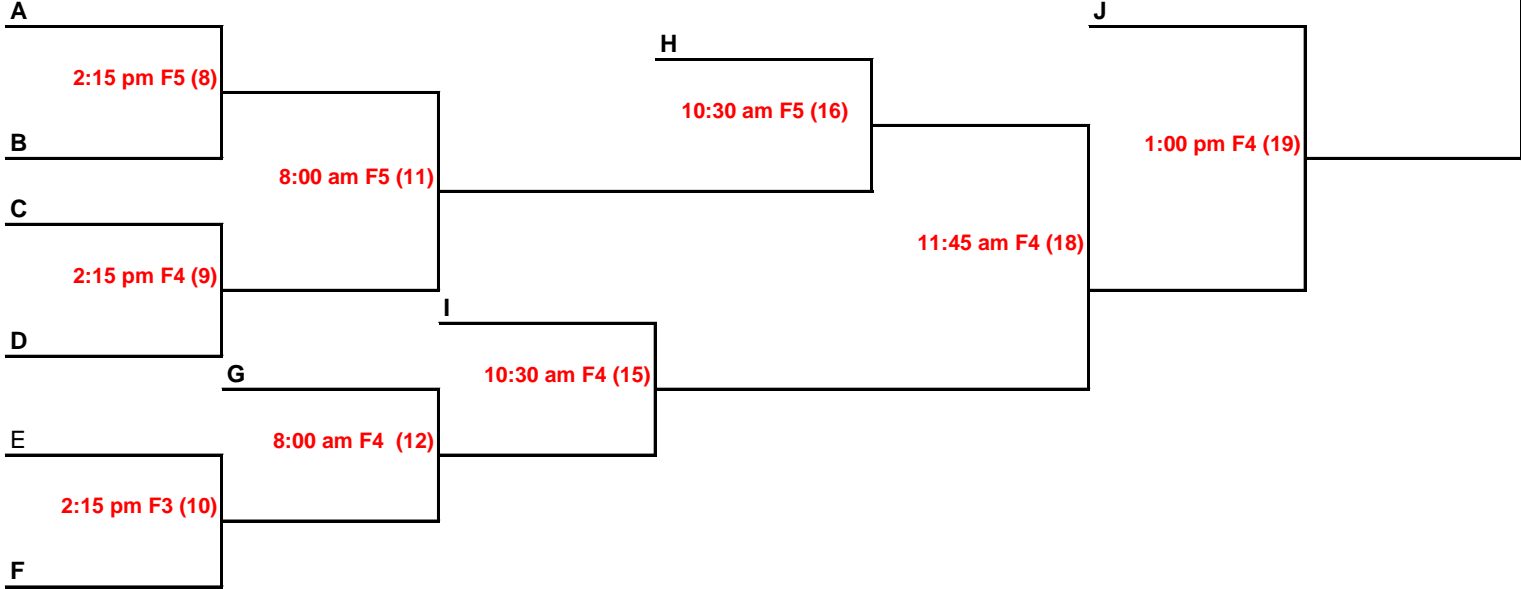 A
J
H
2:15 pm F5 (8)
10:30 am F5 (16)
B
1:00 pm F4 (19)
8:00 am F5 (11)
C
11:45 am F4 (18)
2:15 pm F4 (9)
I
D
G
10:30 am F4 (15)
E
8:00 am F4  (12)
2:15 pm F3 (10)
F